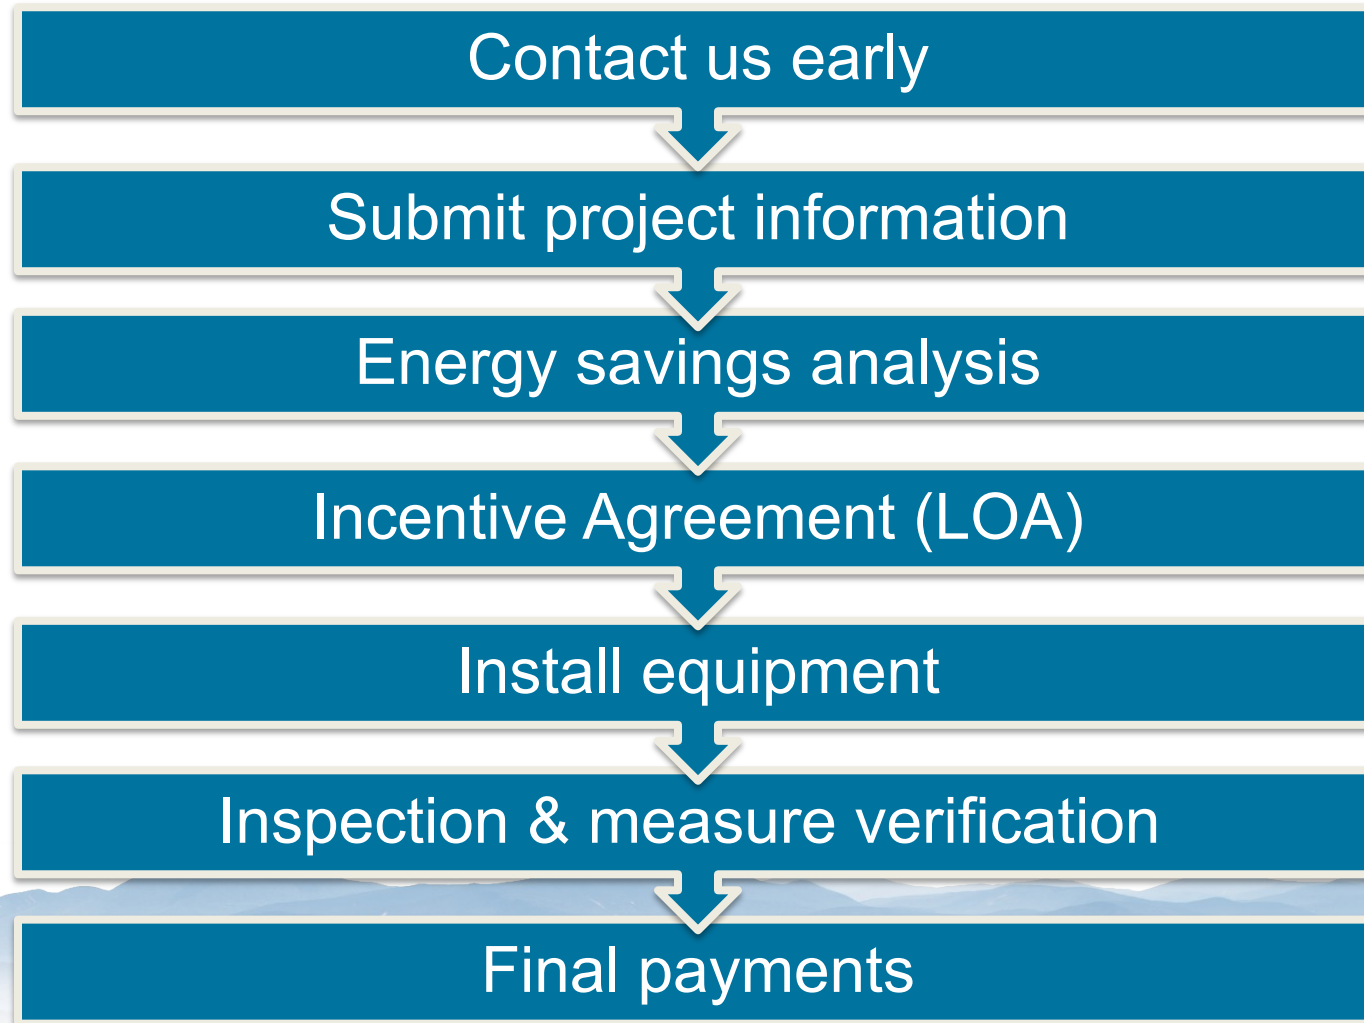 Contact us early
Submit project information
Energy savings analysis
Incentive Agreement (LOA)
Install equipment
Inspection & measure verification
Final payments